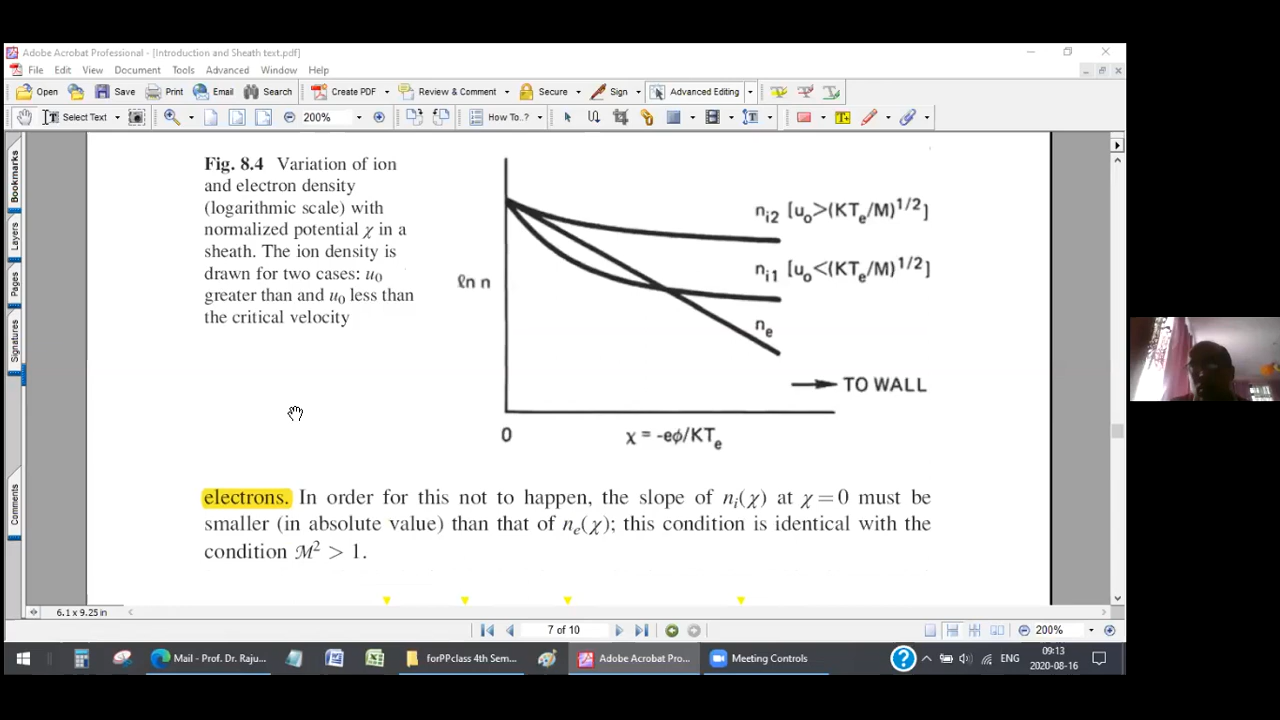 Adobe Acrobat Professional - [Introduction and Sheath text.pdf]
File Edit View Document Tools Advanced Window Help
Open Save Print Email Search Create PDF Review & Comment Secure Sign Advanced Editing
Select Text 200% How To..?
Bookmarks
Layers
Pages
Signatures
Comments
Fig. 8.4 Variation of ion
and electron density
(logarithmic scale) with
normalized potential χ in a
sheath. The ion density is
drawn for two cases: u₀
greater than and u₀ less than
the critical velocity
ℓn n
nᵢ₂ [u₀>(KTₑ/M)^1/2]
nᵢ₁ [u₀<(KTₑ/M)^1/2]
nₑ
TO WALL
0
χ = -eϕ/KTₑ
electrons. In order for this not to happen, the slope of nᵢ(χ) at χ = 0 must be
smaller (in absolute value) than that of nₑ(χ); this condition is identical with the
condition ℳ² > 1.
6.1 x 9.25 in
7 of 10
200%
Mail - Prof. Dr. Raju...
forPPclass 4th Sem...
Adobe Acrobat Pro...
Meeting Controls
ENG
09:13
2020-08-16